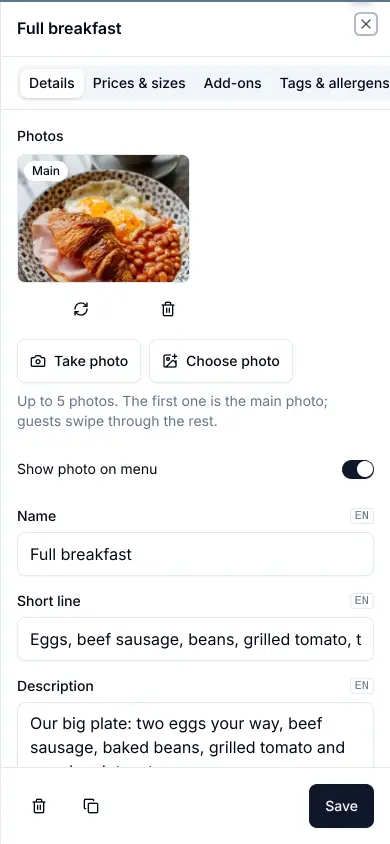 Full breakfast
Details
Prices & sizes
Add-ons
Tags & allergens
Photos
Main
Take photo
Choose photo
Up to 5 photos. The first one is the main photo;
guests swipe through the rest.
Show photo on menu
Name
EN
Full breakfast
Short line
EN
Eggs, beef sausage, beans, grilled tomato, t
Description
EN
Our big plate: two eggs your way, beef
sausage, baked beans, grilled tomato and
Save